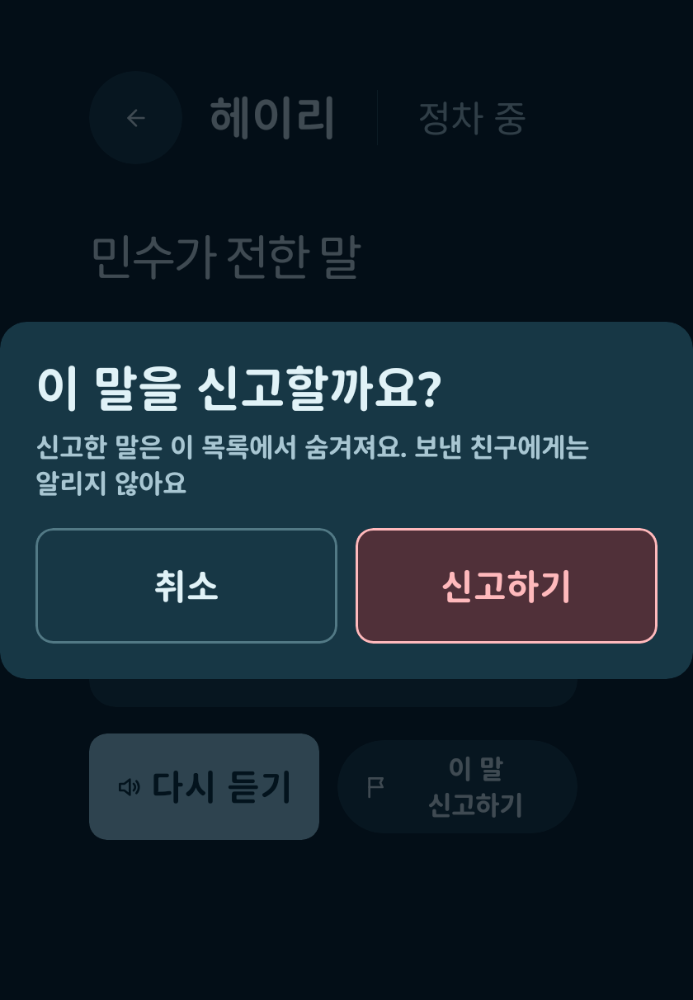 헤이리
정차 중
민수가 전한 말
이 말을 신고할까요?
신고한 말은 이 목록에서 숨겨져요. 보낸 친구에게는
알리지 않아요
취소
신고하기
다시 듣기
이 말
신고하기